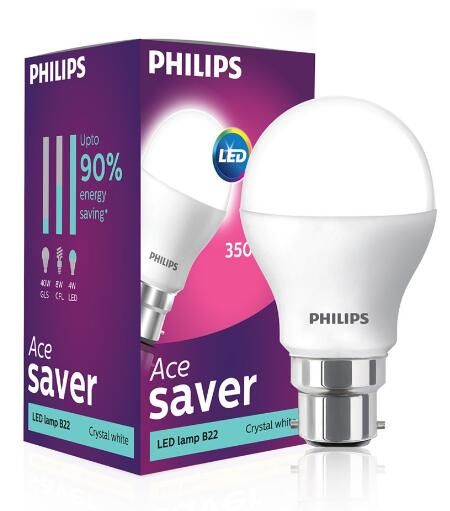 PHILIPS
Upto
90%
energy
saving*
40W 8W 4W
GLS CFL LED
Ace
saver
LED lamp B22
Crystal white
PHILIPS
LED
350
PHILIPS
Ace
saver
LED lamp B22
Crystal
PHILIPS